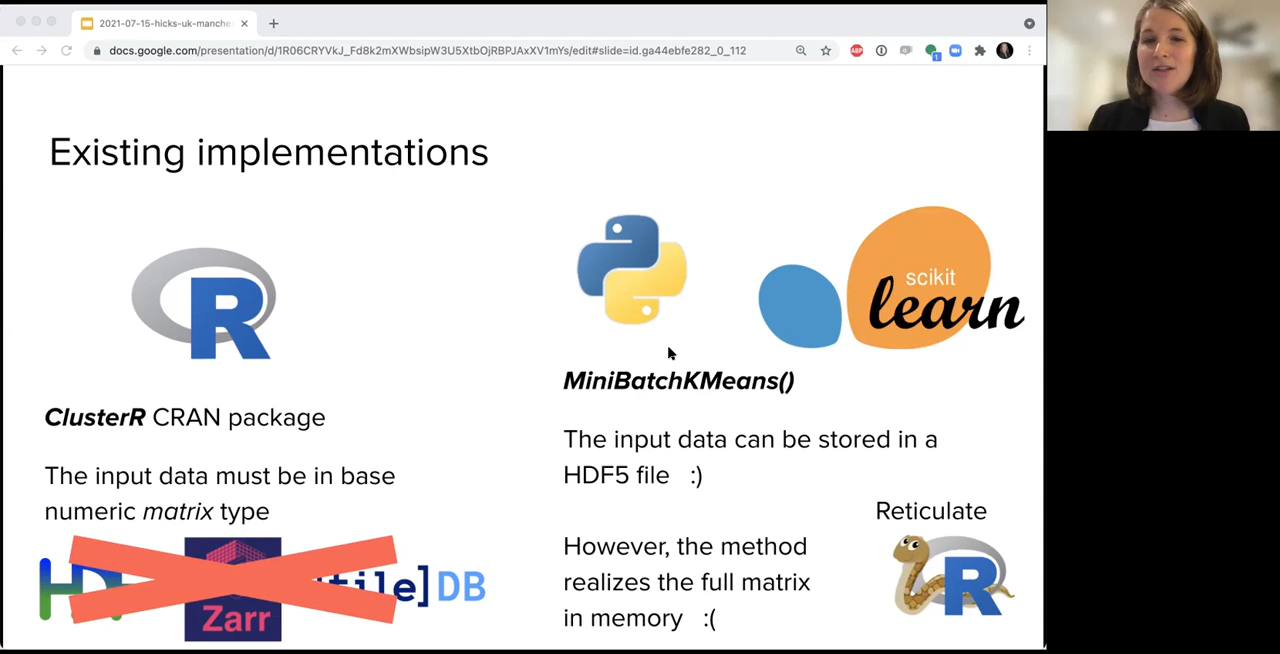 2021-07-15-hicks-uk-manche
docs.google.com/presentation/d/1R06CRYVkJ_Fd8k2mXWbsipW3U5XtbOjRBPJAxXV1mYs/edit#slide=id.ga44ebfe282_0_112
ABP
1
Existing implementations
R
scikit
learn
MiniBatchKMeans()
ClusterR CRAN package
The input data can be stored in a
HDF5 file :)
The input data must be in base
numeric matrix type
Reticulate
However, the method
realizes the full matrix
in memory :(
R
Zarr
tile]DB